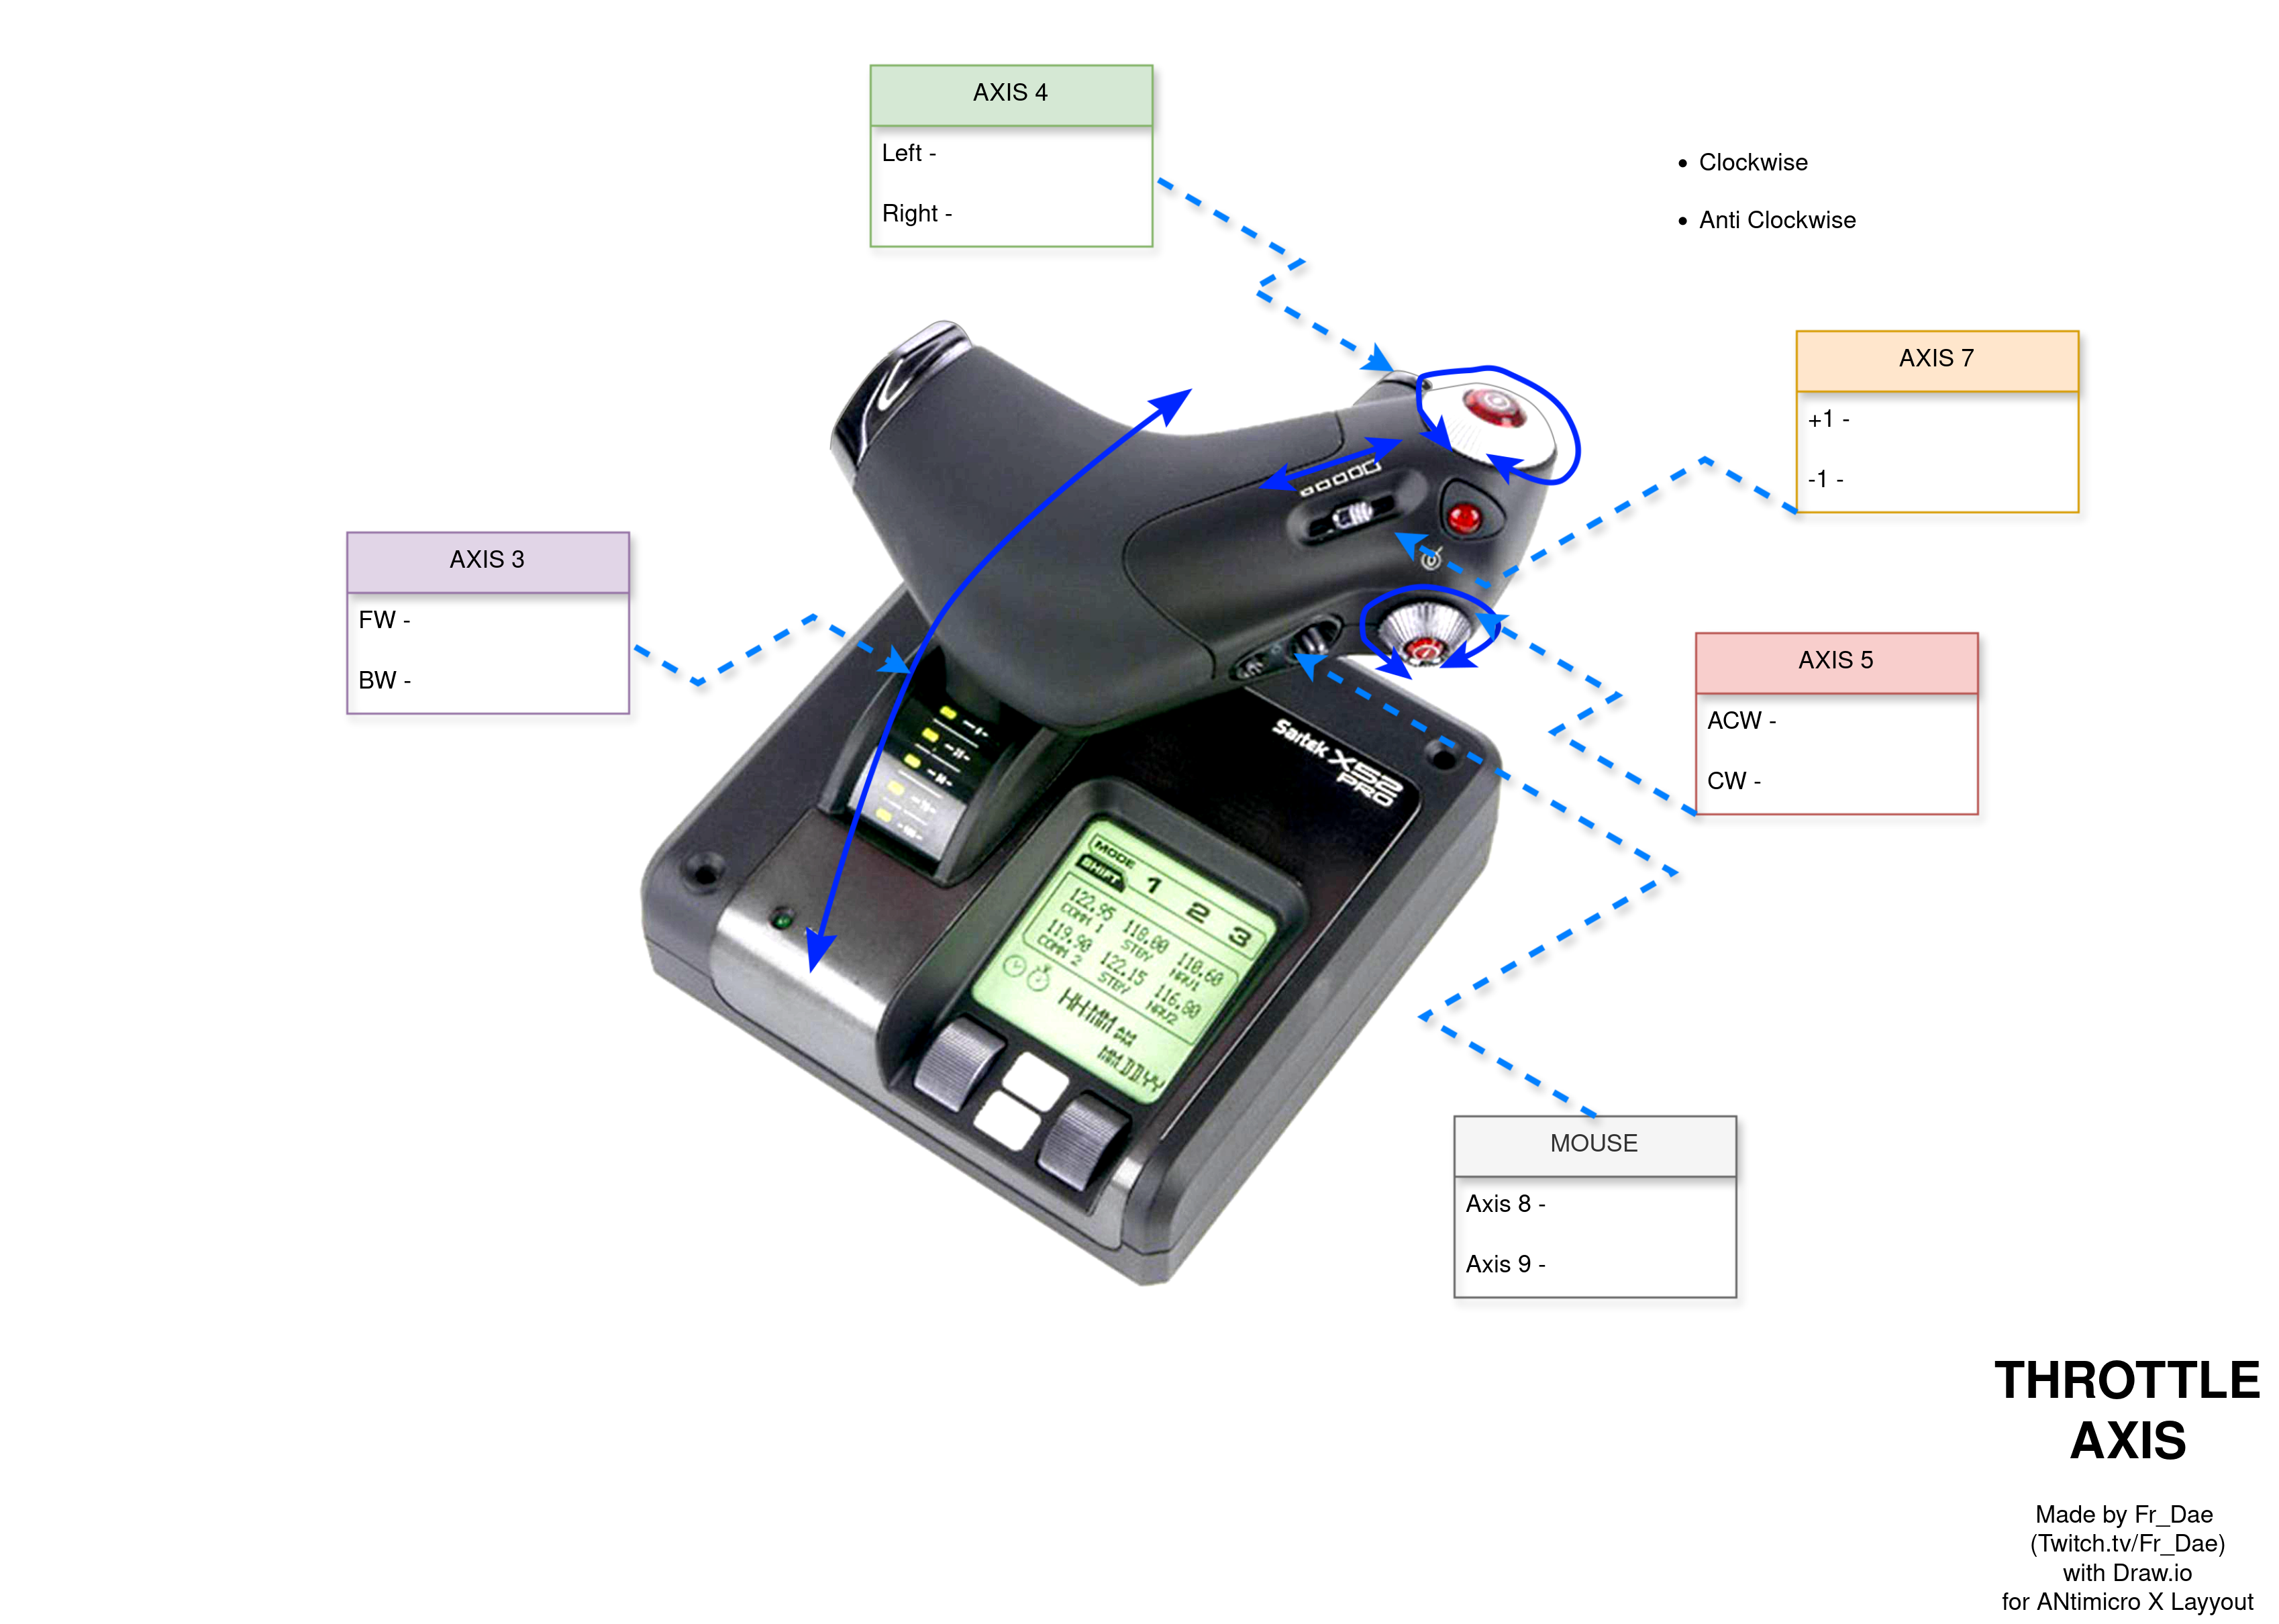 AXIS 4
Left -
Right -
• Clockwise
• Anti Clockwise
AXIS 7
+1 -
-1 -
AXIS 3
FW -
BW -
AXIS 5
ACW -
CW -
Saitek X52
PRO
MODE
SHIFT
1 2 3
122.95 118.00 110.60
COMM 1 STBY NAV1
119.90 122.15 116.80
COMM 2 STBY NAV2
HH:MM AM
MM.DD.YY
MOUSE
Axis 8 -
Axis 9 -
THROTTLE
AXIS
Made by Fr_Dae
(Twitch.tv/Fr_Dae)
with Draw.io
for ANtimicro X Layyout